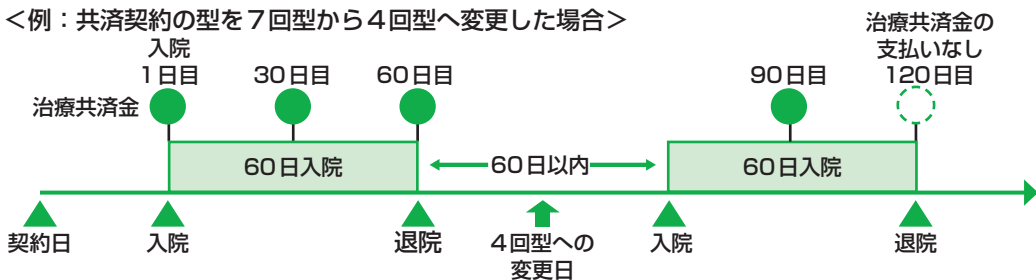 ＜例：共済契約の型を７回型から４回型へ変更した場合＞
治療共済金の
支払いなし
入院
１日目
30日目
60日目
90日目
120日目
治療共済金
60日入院
60日以内
60日入院
契約日
入院
退院
４回型への
変更日
入院
退院